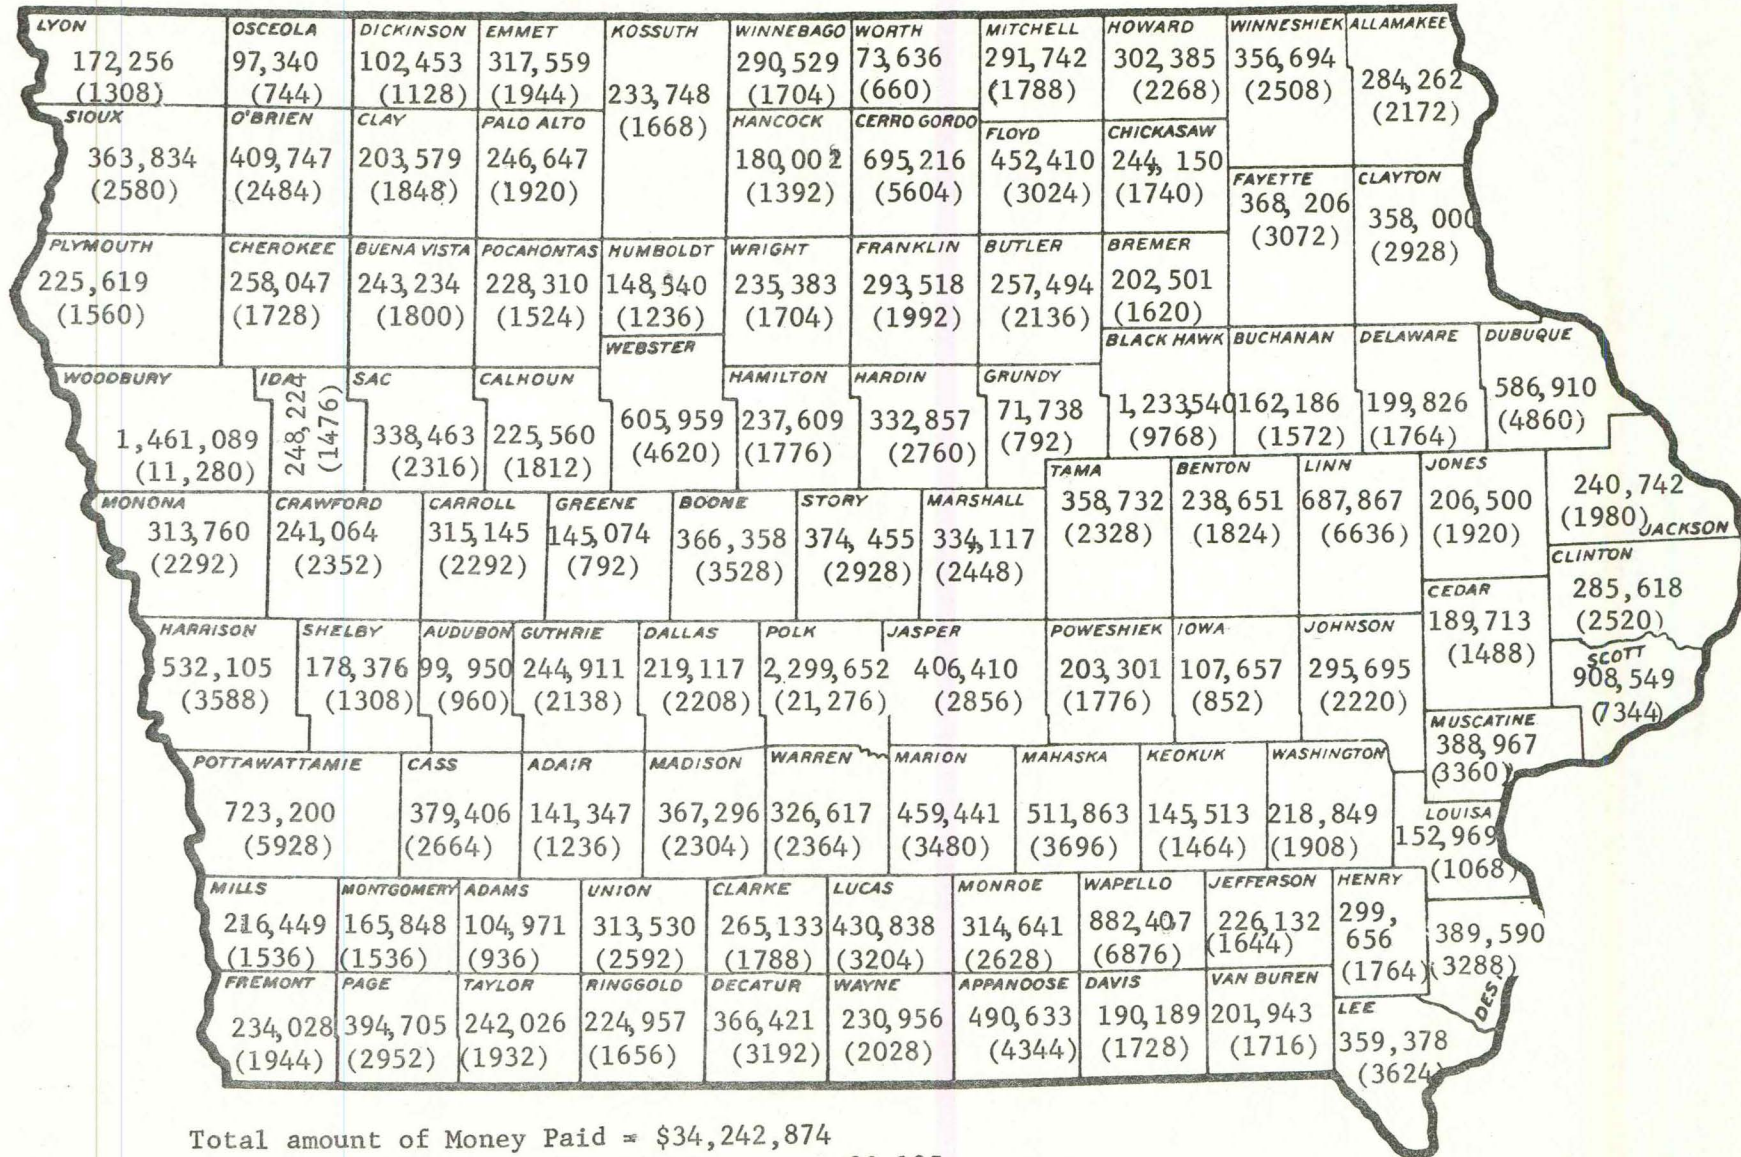 LYON
172,256
(1308)
OSCEOLA
97,340
(744)
DICKINSON
102,453
(1128)
EMMET
317,559
(1944)
KOSSUTH
233,748
(1668)
WINNEBAGO
290,529
(1704)
WORTH
73,636
(660)
MITCHELL
291,742
(1788)
HOWARD
302,385
(2268)
WINNESHIEK
356,694
(2508)
ALLAMAKEE
284,262
(2172)
SIOUX
363,834
(2580)
O'BRIEN
409,747
(2484)
CLAY
203,579
(1848)
PALO ALTO
246,647
(1920)
HANCOCK
180,002
(1392)
CERRO GORDO
695,216
(5604)
FLOYD
452,410
(3024)
CHICKASAW
244,150
(1740)
FAYETTE
368,206
(3072)
CLAYTON
358,000
(2928)
PLYMOUTH
225,619
(1560)
CHEROKEE
258,047
(1728)
BUENA VISTA
243,234
(1800)
POCAHONTAS
228,310
(1524)
HUMBOLDT
148,540
(1236)
WRIGHT
235,383
(1704)
FRANKLIN
293,518
(1992)
BUTLER
257,494
(2136)
BREMER
202,501
(1620)
WOODBURY
1,461,089
(11,280)
IDA
248,224
(1476)
SAC
338,463
(2316)
CALHOUN
225,560
(1812)
WEBSTER
605,959
(4620)
HAMILTON
237,609
(1776)
HARDIN
332,857
(2760)
GRUNDY
71,738
(792)
BLACK HAWK
1,233,540
(9768)
BUCHANAN
162,186
(1572)
DELAWARE
199,826
(1764)
DUBUQUE
586,910
(4860)
MONONA
313,760
(2292)
CRAWFORD
241,064
(2352)
CARROLL
315,145
(2292)
GREENE
145,074
(792)
BOONE
366,358
(3528)
STORY
374,455
(2928)
MARSHALL
334,117
(2448)
TAMA
358,732
(2328)
BENTON
238,651
(1824)
LINN
687,867
(6636)
JONES
206,500
(1920)
240,742
(1980)
JACKSON
CLINTON
285,618
(2520)
CEDAR
189,713
(1488)
SCOTT
908,549
(7344)
HARRISON
532,105
(3588)
SHELBY
178,376
(1308)
AUDUBON
99,950
(960)
GUTHRIE
244,911
(2138)
DALLAS
219,117
(2208)
POLK
2,299,652
(21,276)
JASPER
406,410
(2856)
POWESHIEK
203,301
(1776)
IOWA
107,657
(852)
JOHNSON
295,695
(2220)
MUSCATINE
388,967
(3360)
POTTAWATTAMIE
723,200
(5928)
CASS
379,406
(2664)
ADAIR
141,347
(1236)
MADISON
367,296
(2304)
WARREN
326,617
(2364)
MARION
459,441
(3480)
MAHASKA
511,863
(3696)
KEOKUK
145,513
(1464)
WASHINGTON
218,849
(1908)
LOUISA
152,969
(1068)
MILLS
216,449
(1536)
MONTGOMERY
165,848
(1536)
ADAMS
104,971
(936)
UNION
313,530
(2592)
CLARKE
265,133
(1788)
LUCAS
430,838
(3204)
MONROE
314,641
(2628)
WAPELLO
882,407
(6876)
JEFFERSON
226,132
(1644)
HENRY
299,
656
(1764)
389,590
(3288)
DES.
FREMONT
234,028
(1944)
PAGE
394,705
(2952)
TAYLOR
242,026
(1932)
RINGGOLD
224,957
(1656)
DECATUR
366,421
(3192)
WAYNE
230,956
(2028)
APPANOOSE
490,633
(4344)
DAVIS
190,189
(1728)
VAN BUREN
201,943
(1716)
LEE
359,378
(3624)
Total amount of Money Paid = $34,242,874